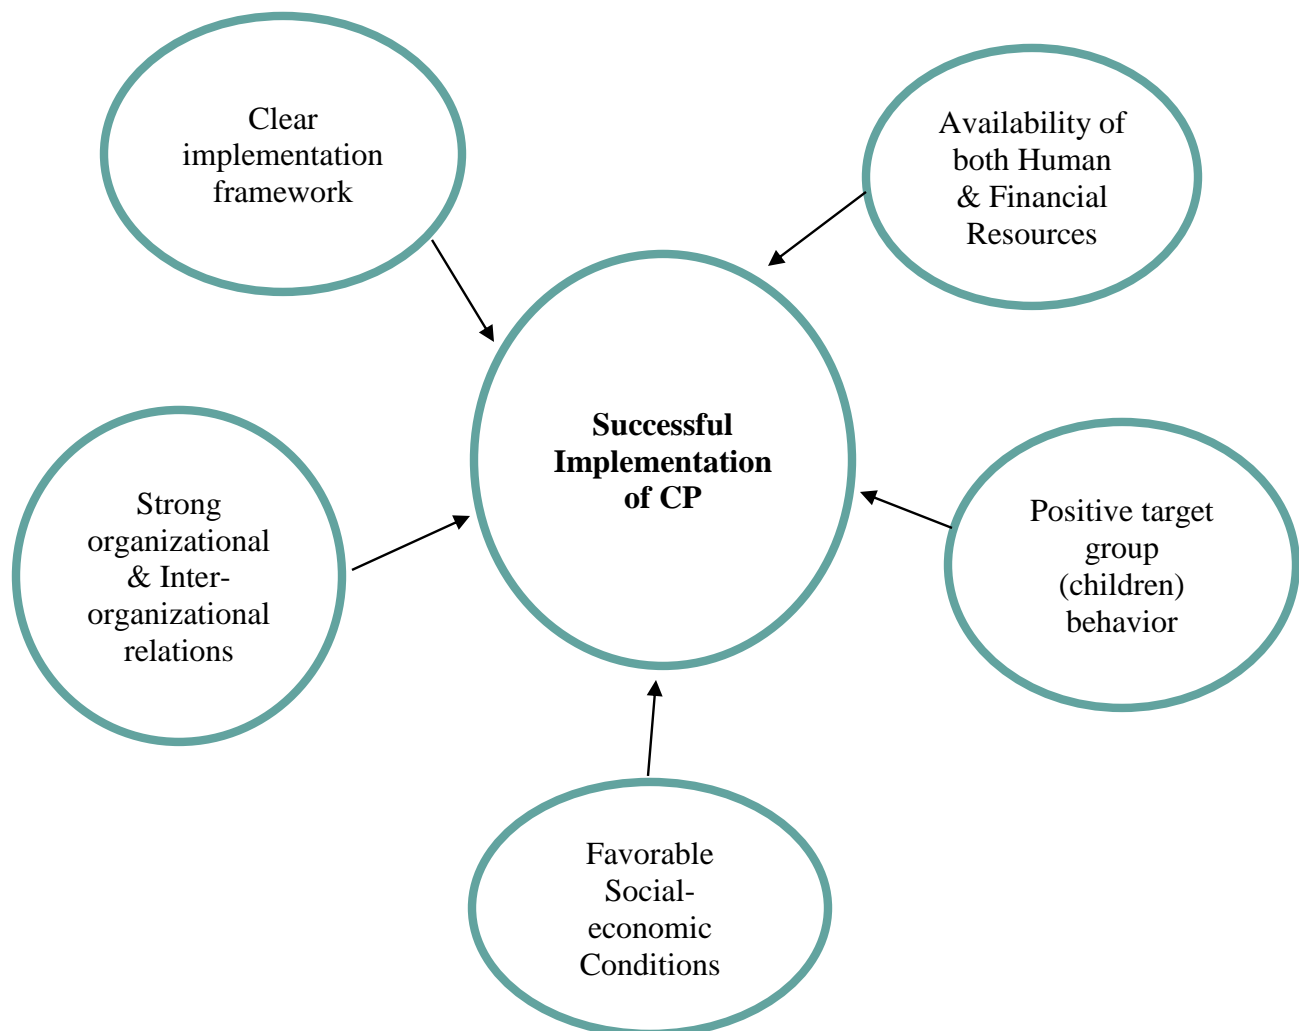 Clear
implementation
framework
Availability of
both Human
& Financial
Resources
Successful
Implementation
of CP
Strong
organizational
& Inter-
organizational
relations
Positive target
group
(children)
behavior
Favorable
Social-
economic
Conditions